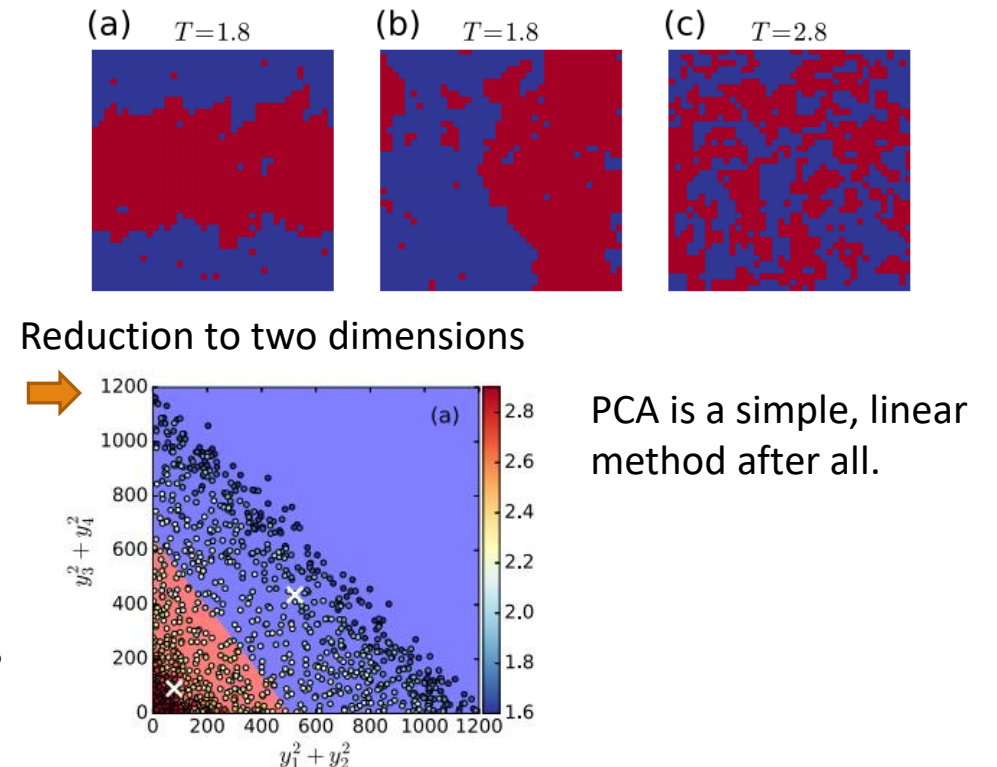 (a) T=1.8
(b) T=1.8
(c) T=2.8
Reduction to two dimensions
1200
1000
800
600
400
200
0
y₃² + y₄²
(a)
0 200 400 600 800 1000 1200
y₁² + y₂²
2.8
2.6
2.4
2.2
2.0
1.8
1.6
PCA is a simple, linear
method after all.